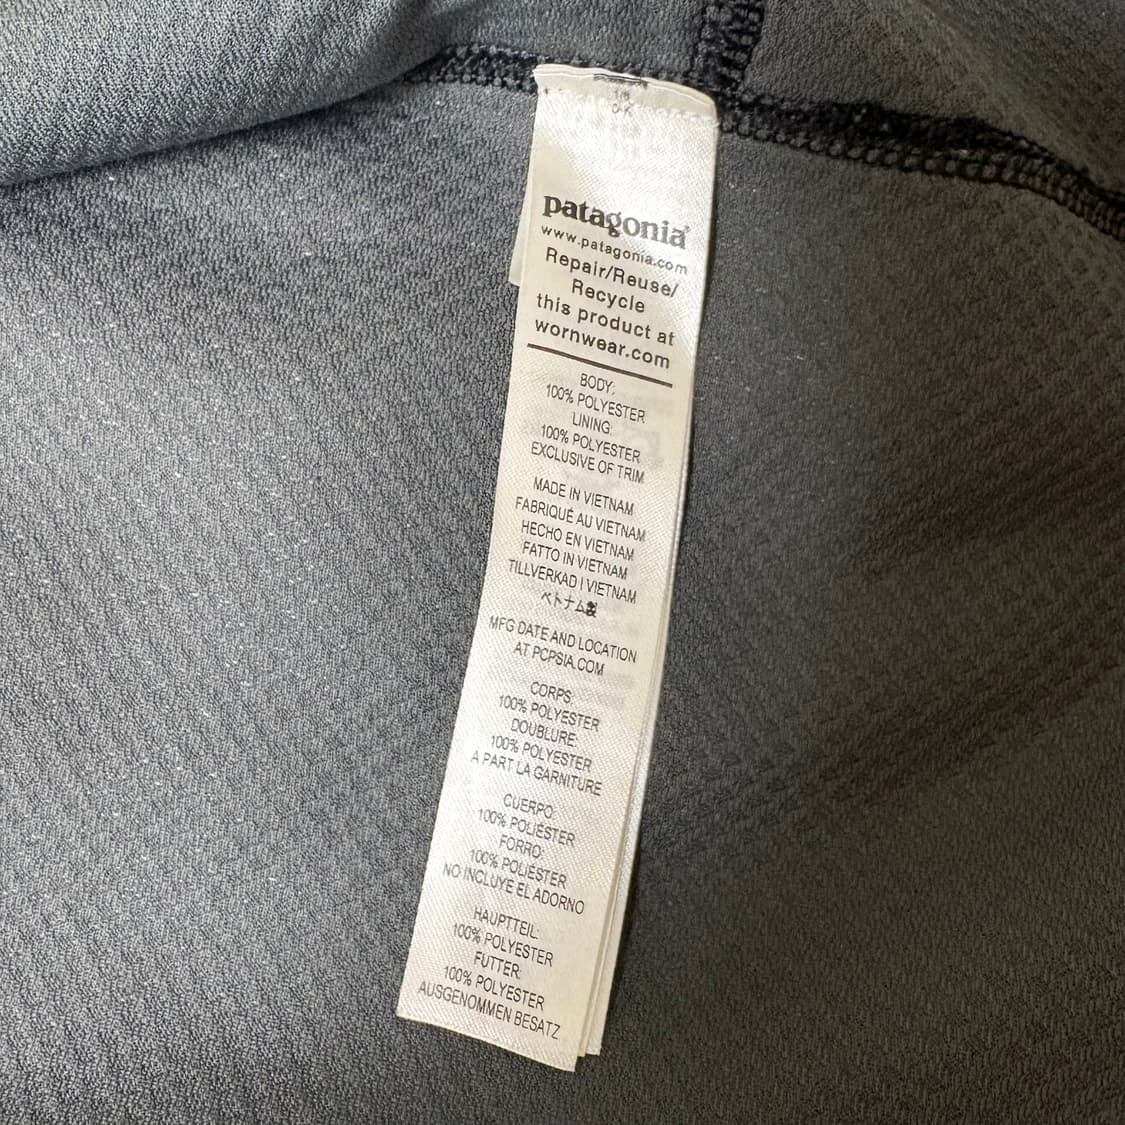 patagonia®
www.patagonia.com
Repair/Reuse/
Recycle
this product at
wornwear.com
BODY:
100% POLYESTER
LINING:
100% POLYESTER
EXCLUSIVE OF TRIM
MADE IN VIETNAM
FABRIQUÉ AU VIETNAM
HECHO EN VIETNAM
FATTO IN VIETNAM
TILLVERKAD I VIETNAM
ベトナム製
MFG DATE AND LOCATION
AT PCPSIA.COM
CORPS:
100% POLYESTER
DOUBLURE:
100% POLYESTER
A PART LA GARNITURE
CUERPO:
100% POLIÉSTER
FORRO:
100% POLIÉSTER
NO INCLUYE EL ADORNO
HAUPTTEIL:
100% POLYESTER
FUTTER:
100% POLYESTER
AUSGENOMMEN BESATZ